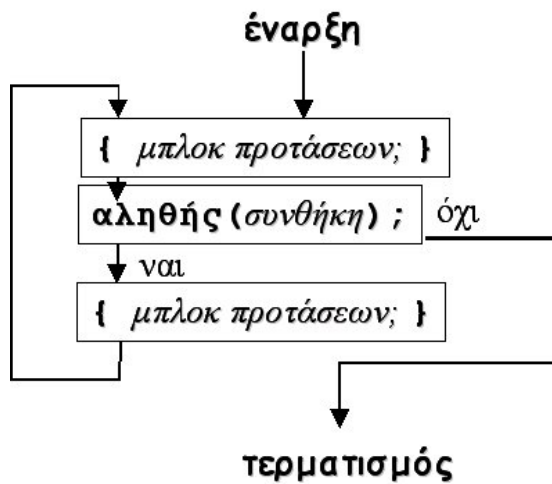 έναρξη
{ μπλοκ προτάσεων; }
αληθής(συνθήκη); όχι
ναι
{ μπλοκ προτάσεων; }
τερματισμός